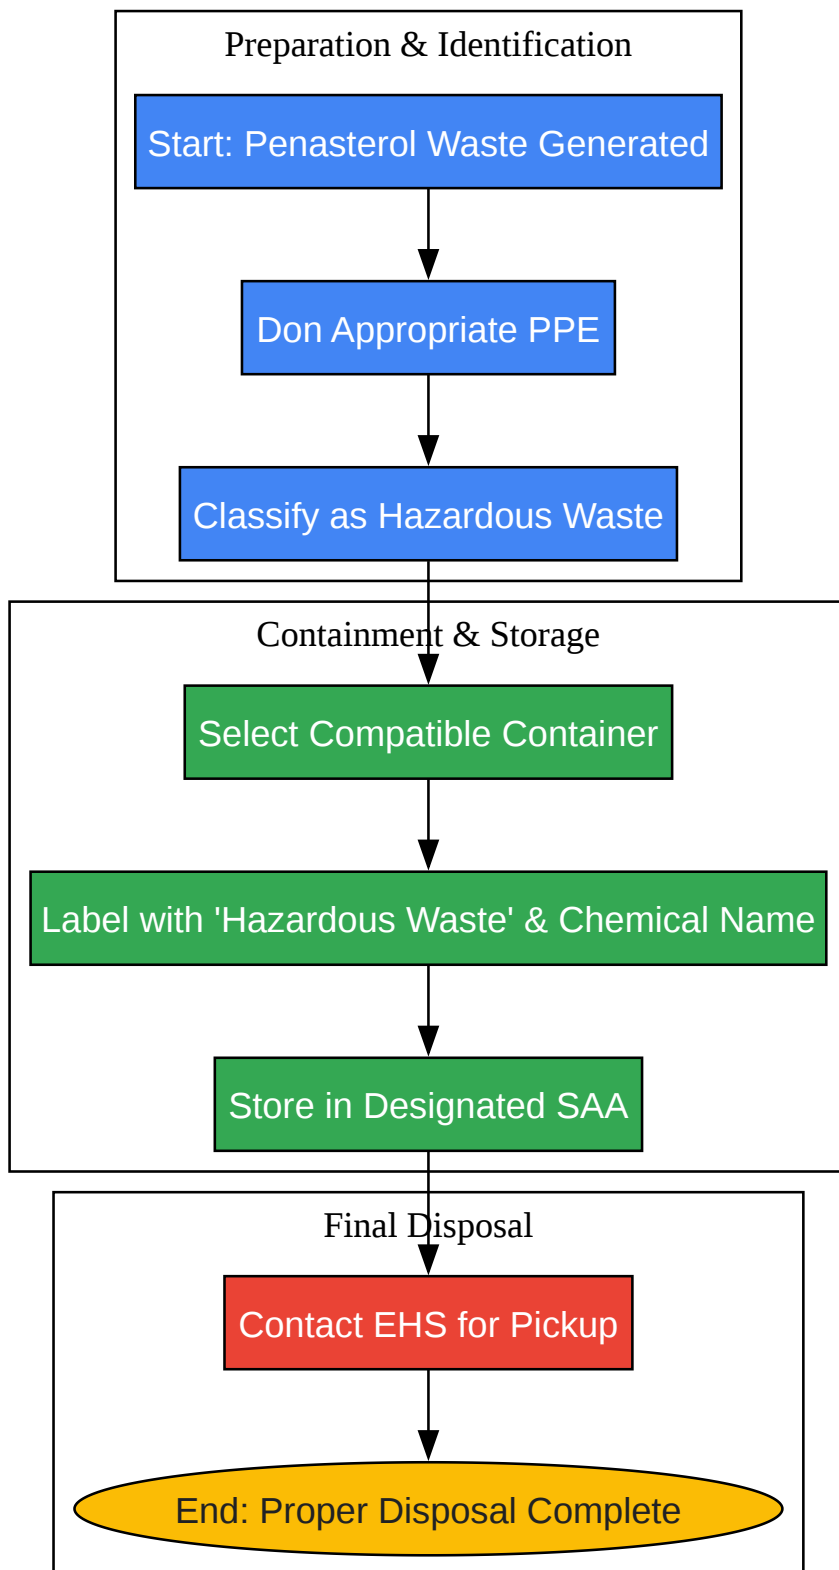 Preparation & Identification
Start: Penasterol Waste Generated
Don Appropriate PPE
Classify as Hazardous Waste
Containment & Storage
Select Compatible Container
Label with 'Hazardous Waste' & Chemical Name
Store in Designated SAA
Final Disposal
Contact EHS for Pickup
End: Proper Disposal Complete